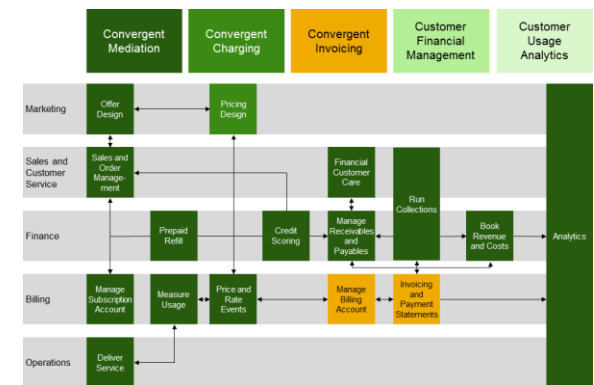 Convergent
Mediation
Convergent
Charging
Convergent
Invoicing
Customer
Financial
Management
Customer
Usage
Analytics
Marketing
Offer
Design
Pricing
Design
Sales and
Customer
Service
Sales and
Order
Manage-
ment
Financial
Customer
Care
Run
Collections
Finance
Prepaid
Refill
Credit
Scoring
Manage
Receivables
and
Payables
Book
Revenue
and Costs
Analytics
Billing
Manage
Subscription
Account
Measure
Usage
Price and
Rate
Events
Manage
Billing
Account
Invoicing
and
Payment
Statements
Operations
Deliver
Service